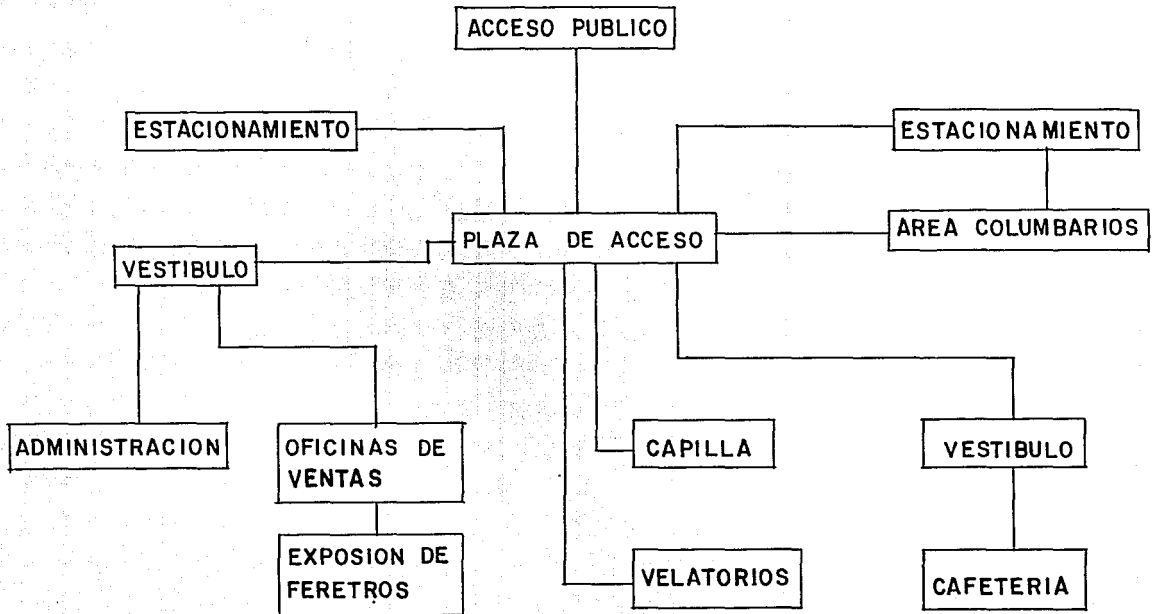 ACCESO PUBLICO
ESTACIONAMIENTO
ESTACIONAMIENTO
PLAZA DE ACCESO
AREA COLUMBARIOS
VESTIBULO
ADMINISTRACION
OFICINAS DE
VENTAS
CAPILLA
VESTIBULO
EXPOSION DE
FERETROS
VELATORIOS
CAFETERIA